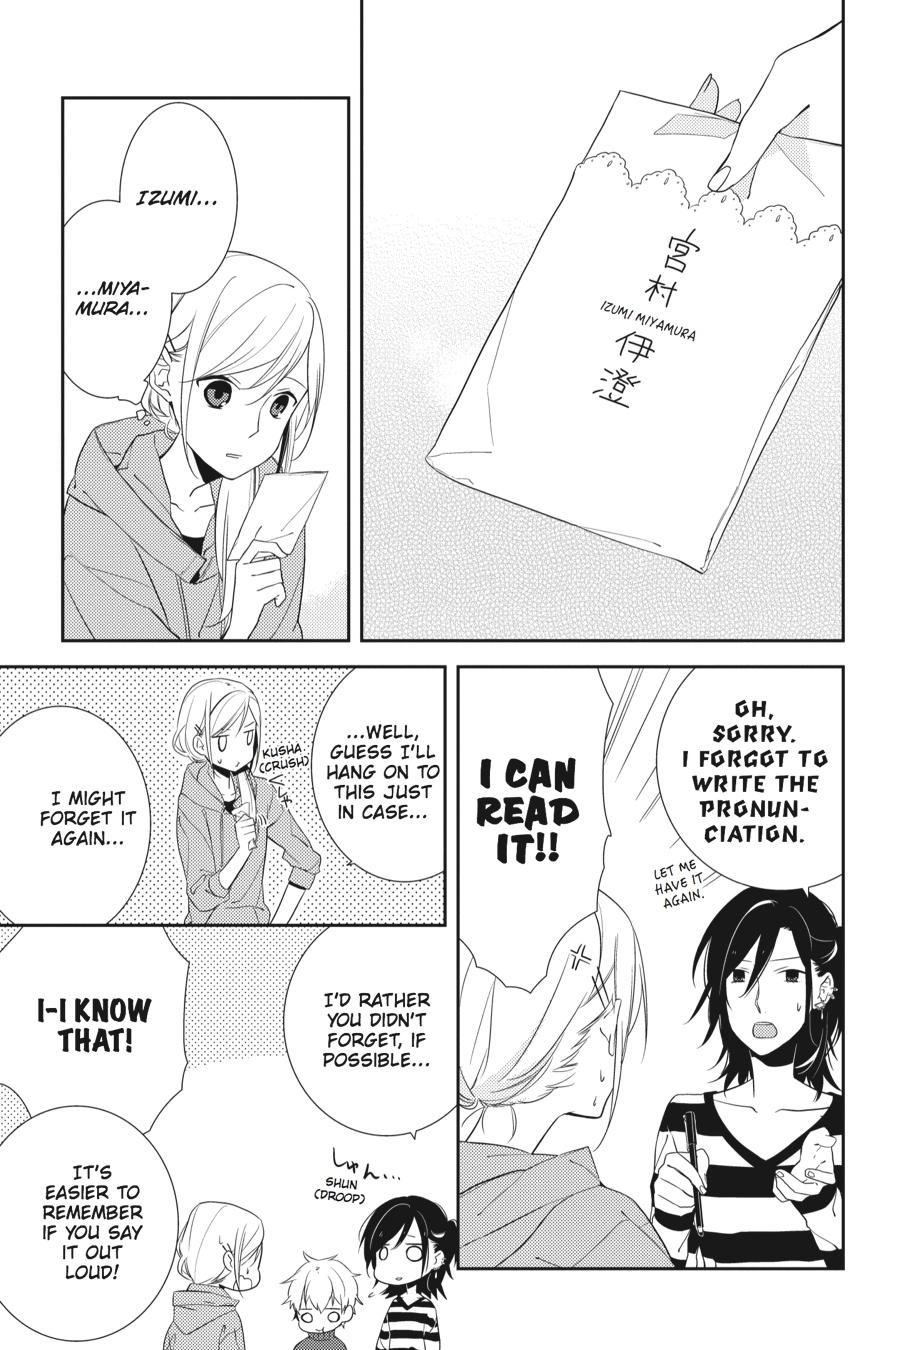 宮
村
IZUMI MIYAMURA
伊
澄
IZUMI...
...MIYA-
MURA...
OH,
SORRY.
I FORGOT TO
WRITE THE
PRONUN-
CIATION.
LET ME
HAVE IT
AGAIN.
I CAN
READ
IT!!
...WELL,
GUESS I'LL
HANG ON TO
THIS JUST
IN CASE...
KUSHA
(CRUSH)
クシャ
I MIGHT
FORGET IT
AGAIN...
I'D RATHER
YOU DIDN'T
FORGET, IF
POSSIBLE...
しゅん...
SHUN
(DROOP)
I-I KNOW
THAT!
IT'S
EASIER TO
REMEMBER
IF YOU SAY
IT OUT
LOUD!